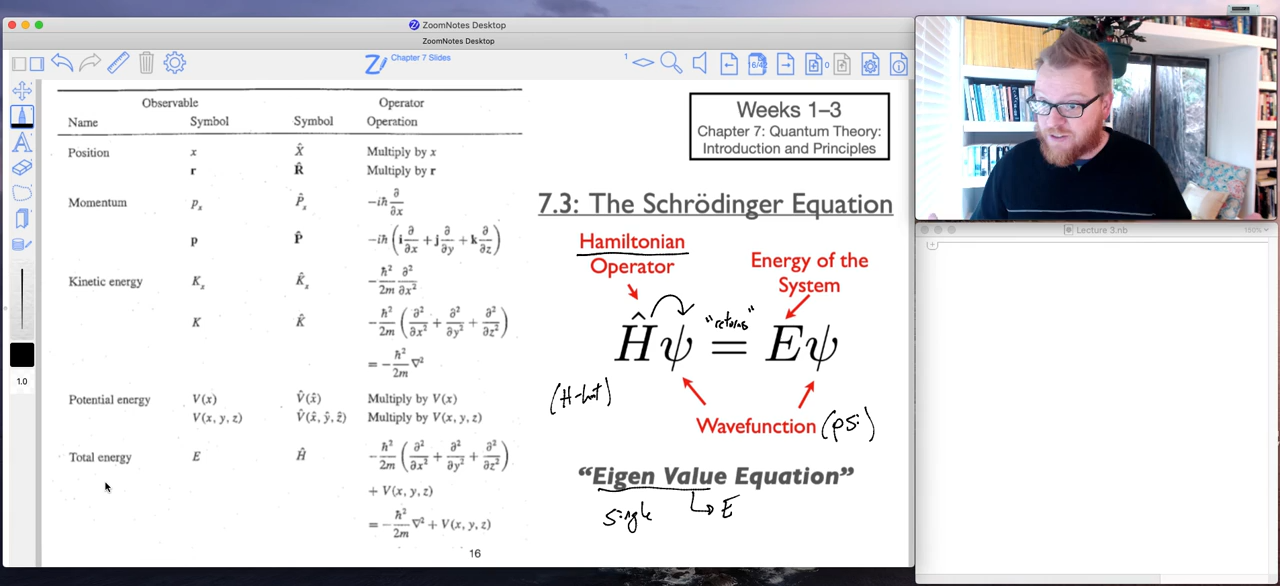 ZoomNotes Desktop
ZoomNotes Desktop
Chapter 7 Slides
1
16/42
0
Observable Operator
Name Symbol Symbol Operation
Position x X̂ Multiply by x
r R̂ Multiply by r
Momentum pₓ P̂ₓ −iħ ∂/∂x
p P̂ −iħ (i ∂/∂x + j ∂/∂y + k ∂/∂z)
Kinetic energy Kₓ K̂ₓ −ħ²/2m ∂²/∂x²
K K̂ −ħ²/2m (∂²/∂x² + ∂²/∂y² + ∂²/∂z²)
= −ħ²/2m ∇²
Potential energy V(x) V̂(x̂) Multiply by V(x)
V(x, y, z) V̂(x̂, ŷ, ẑ) Multiply by V(x, y, z)
Total energy E Ĥ −ħ²/2m (∂²/∂x² + ∂²/∂y² + ∂²/∂z²)
+ V(x, y, z)
= −ħ²/2m ∇² + V(x, y, z)
16
1.0
Weeks 1–3
Chapter 7: Quantum Theory:
Introduction and Principles
7.3: The Schrödinger Equation
Hamiltonian
Operator
Energy of the
System
"returns"
Ĥψ = Eψ
(H-hat)
Wavefunction (psi)
“Eigen Value Equation”
single ↳ E
Lecture 3.nb
150%